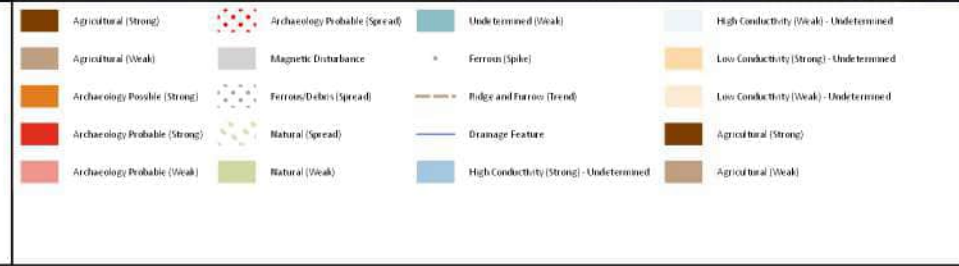 Agricultural (Strong)
Agricultural (Weak)
Archaeology Possible (Strong)
Archaeology Probable (Strong)
Archaeology Probable (Weak)
Archaeology Probable (Spread)
Magnetic Disturbance
Ferrous/Debris (Spread)
Natural (Spread)
Natural (Weak)
Undetermined (Weak)
Ferrous (Spike)
Ridge and Furrow (Trend)
Drainage Feature
High Conductivity (Strong) - Undetermined
High Conductivity (Weak) - Undetermined
Low Conductivity (Strong) - Undetermined
Low Conductivity (Weak) - Undetermined
Agricultural (Strong)
Agricultural (Weak)